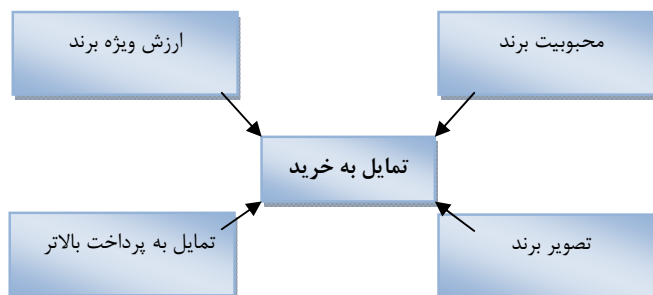 محبوبیت برند
ارزش ویژه برند
تمایل به خرید
تصویر برند
تمایل به پرداخت بالاتر